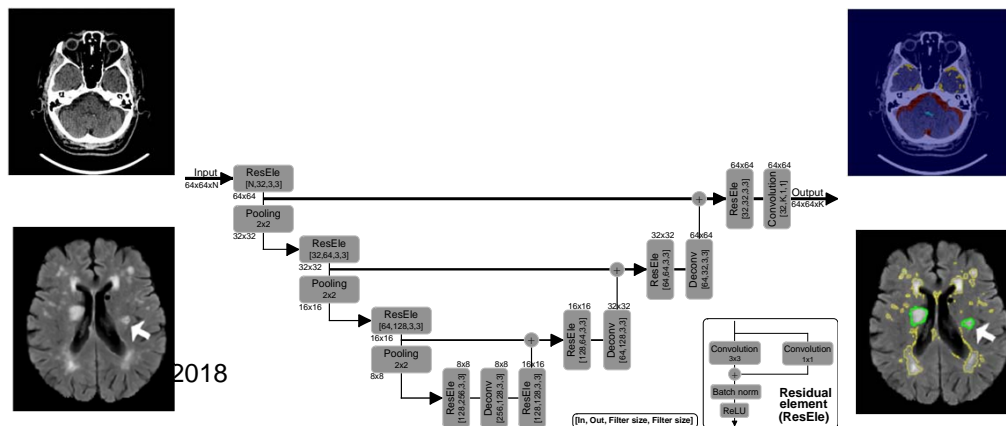 Input
64x64xN
ResEle
[N,32,3,3]
64x64
Pooling
2x2
32x32
ResEle
[32,64,3,3]
32x32
Pooling
2x2
16x16
ResEle
[64,128,3,3]
16x16
Pooling
2x2
8x8
2018
ResEle
[128,256,3,3]
8x8
Deconv
[256,128,3,3]
8x8
ResEle
[128,128,3,3]
16x16
+
ResEle
[128,64,3,3]
16x16
Deconv
[64,128,3,3]
32x32
+
ResEle
[64,64,3,3]
32x32
Deconv
[64,32,3,3]
64x64
+
ResEle
[32,32,3,3]
64x64
Convolution
[32,K,1,1]
64x64
Output
64x64xK
[In, Out, Filter size, Filter size]
Convolution
3x3
Convolution
1x1
+
Batch norm
ReLU
Residual
element
(ResEle)